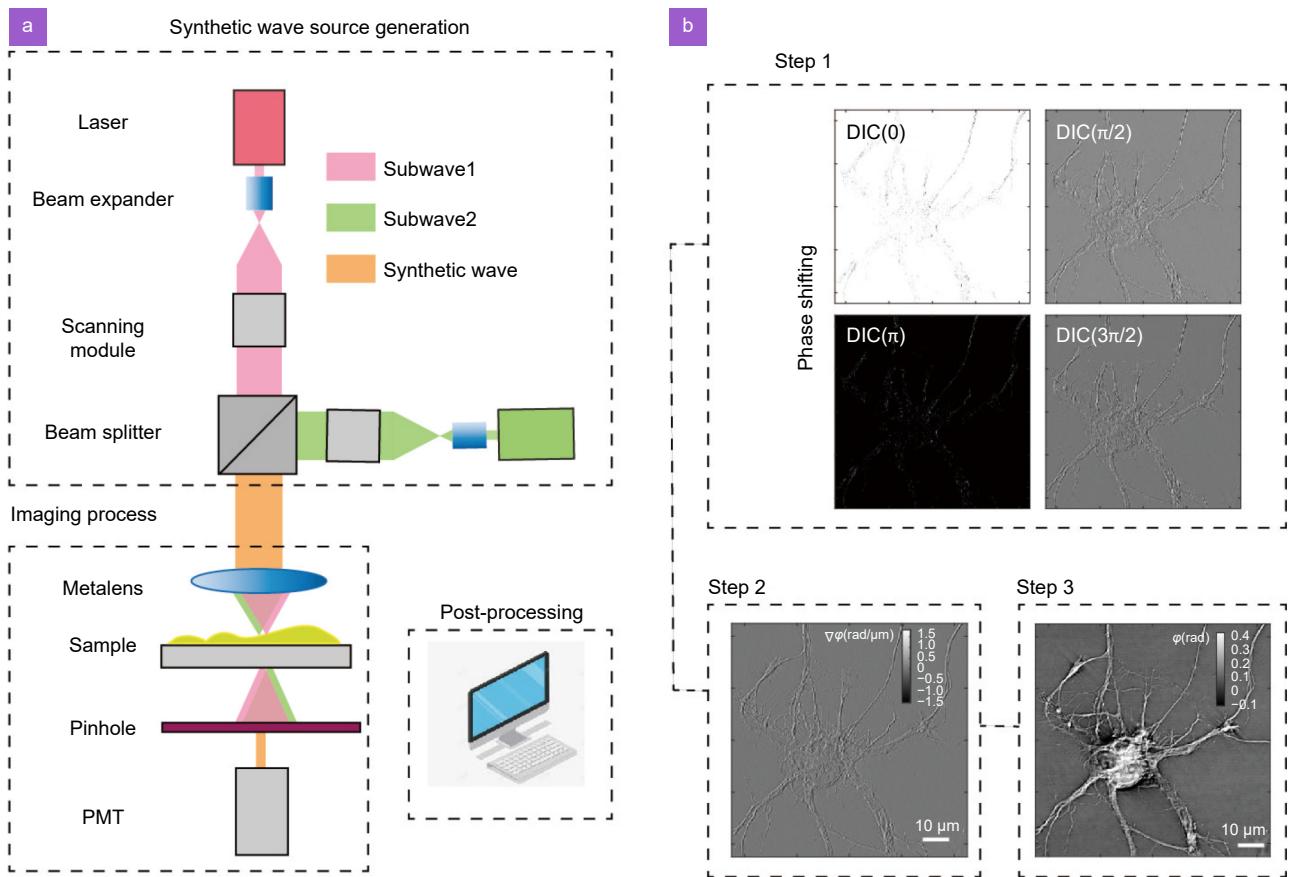 a
Synthetic wave source generation
Laser
Beam expander
Subwave1
Subwave2
Synthetic wave
Scanning
module
Beam splitter
Imaging process
Metalens
Sample
Pinhole
PMT
Post-processing
b
Step 1
Phase shifting
DIC(0)
DIC(π/2)
DIC(π)
DIC(3π/2)
Step 2
∇φ(rad/μm)
1.5
1.0
0.5
0
−0.5
−1.0
−1.5
10 μm
Step 3
φ(rad)
0.4
0.3
0.2
0.1
0
−0.1
10 μm